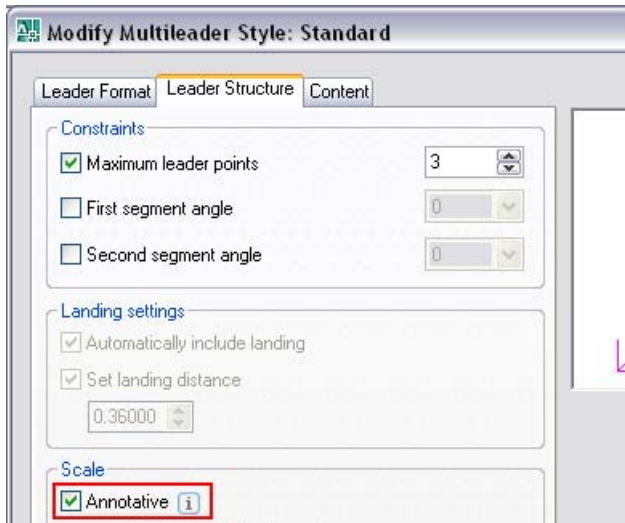 Modify Multileader Style: Standard
Leader Format Leader Structure Content
Constraints
Maximum leader points 3
First segment angle 0
Second segment angle 0
Landing settings
Automatically include landing
Set landing distance
0.36000
Scale
Annotative i